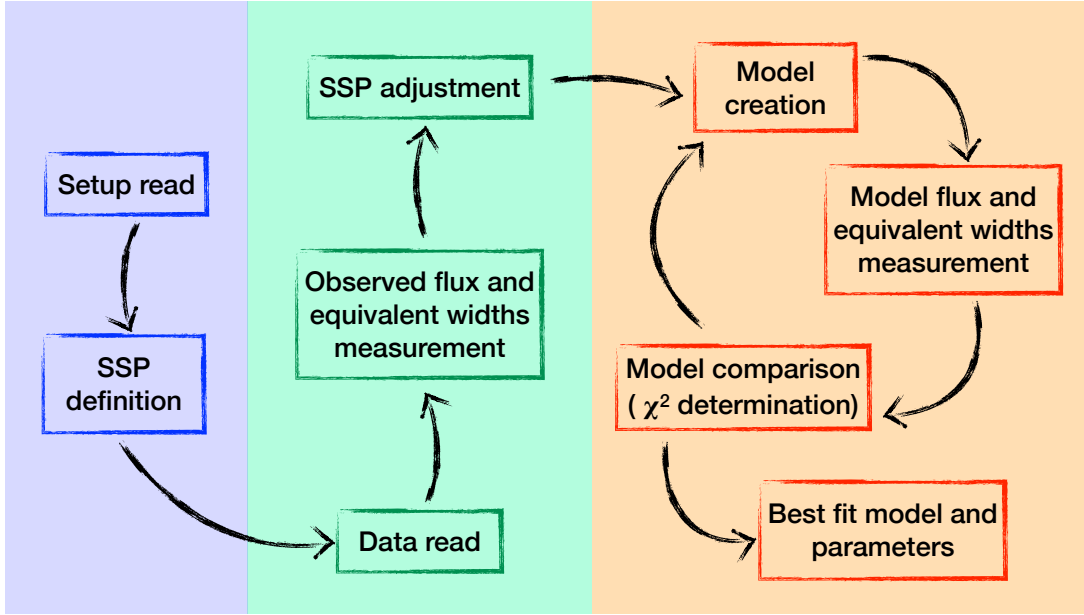 Setup read
SSP
definition
Data read
Observed flux and
equivalent widths
measurement
SSP adjustment
Model
creation
Model flux and
equivalent widths
measurement
Model comparison
( χ² determination)
Best fit model and
parameters